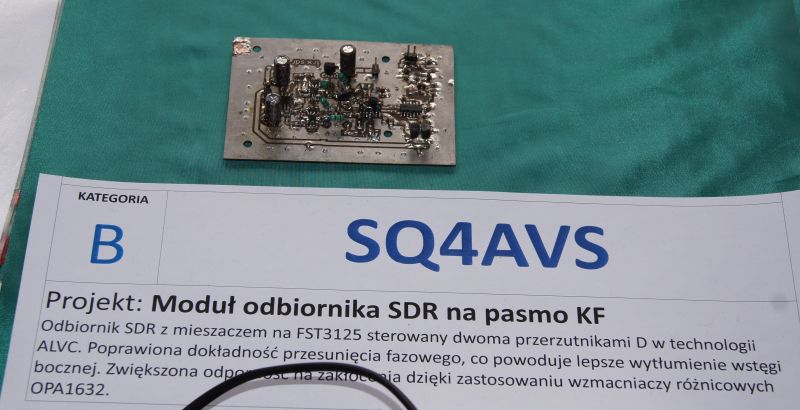 KATEGORIA
B
SQ4AVS
Projekt: Moduł odbiornika SDR na pasmo KF
Odbiornik SDR z mieszaczem na FST3125 sterowany dwoma przerzutnikami D w technologii
ALVC. Poprawiona dokładność przesunięcia fazowego, co powoduje lepsze wytłumienie wstęgi
bocznej. Zwiększona odporność na zakłócenia dzięki zastosowaniu wzmacniaczy różnicowych
OPA1632.